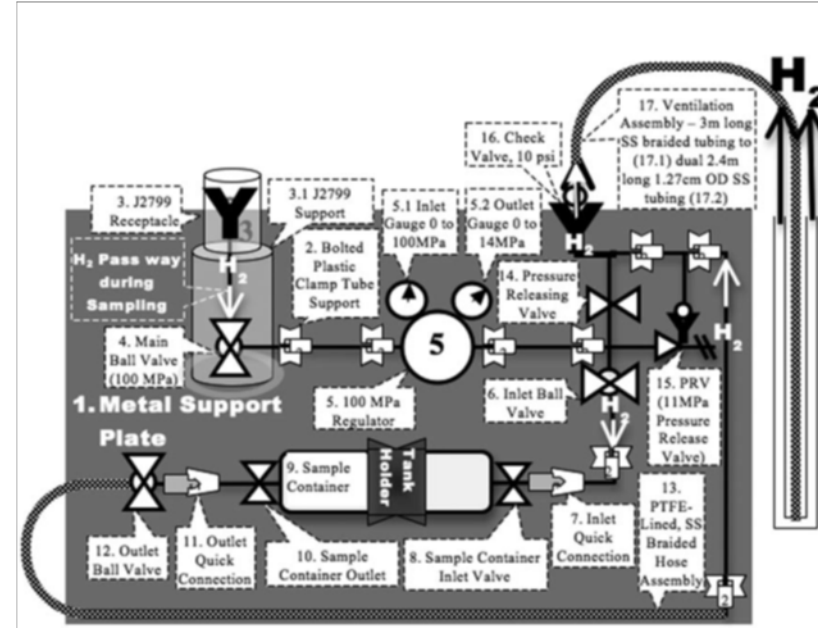 H2
17. Ventilation
Assembly – 3m long
SS braided tubing to
(17.1) dual 2.4m
long 1.27cm OD SS
tubing (17.2)
16. Check
Valve, 10 psi
3. J2799
Receptacle
3
3.1 J2799
Support
5.1 Inlet
Gauge 0 to
100MPa
5.2 Outlet
Gauge 0 to
14MPa
H2
H2 Pass way
during
Sampling
H2
2. Bolted
Plastic
Clamp Tube
Support
14. Pressure
Releasing
Valve
H2
4. Main
Ball Valve
(100 MPa)
5
5. 100 MPa
Regulator
6. Inlet Ball
Valve
15. PRV
(11MPa
Pressure
Release
Valve)
1. Metal Support
Plate
H2
9. Sample
Container
Tank
Holder
2
12. Outlet
Ball Valve
11. Outlet
Quick
Connection
10. Sample
Container Outlet
8. Sample Container
Inlet Valve
7. Inlet
Quick
Connection
13.
PTFE-
Lined, SS
Braided
Hose
Assembly
2